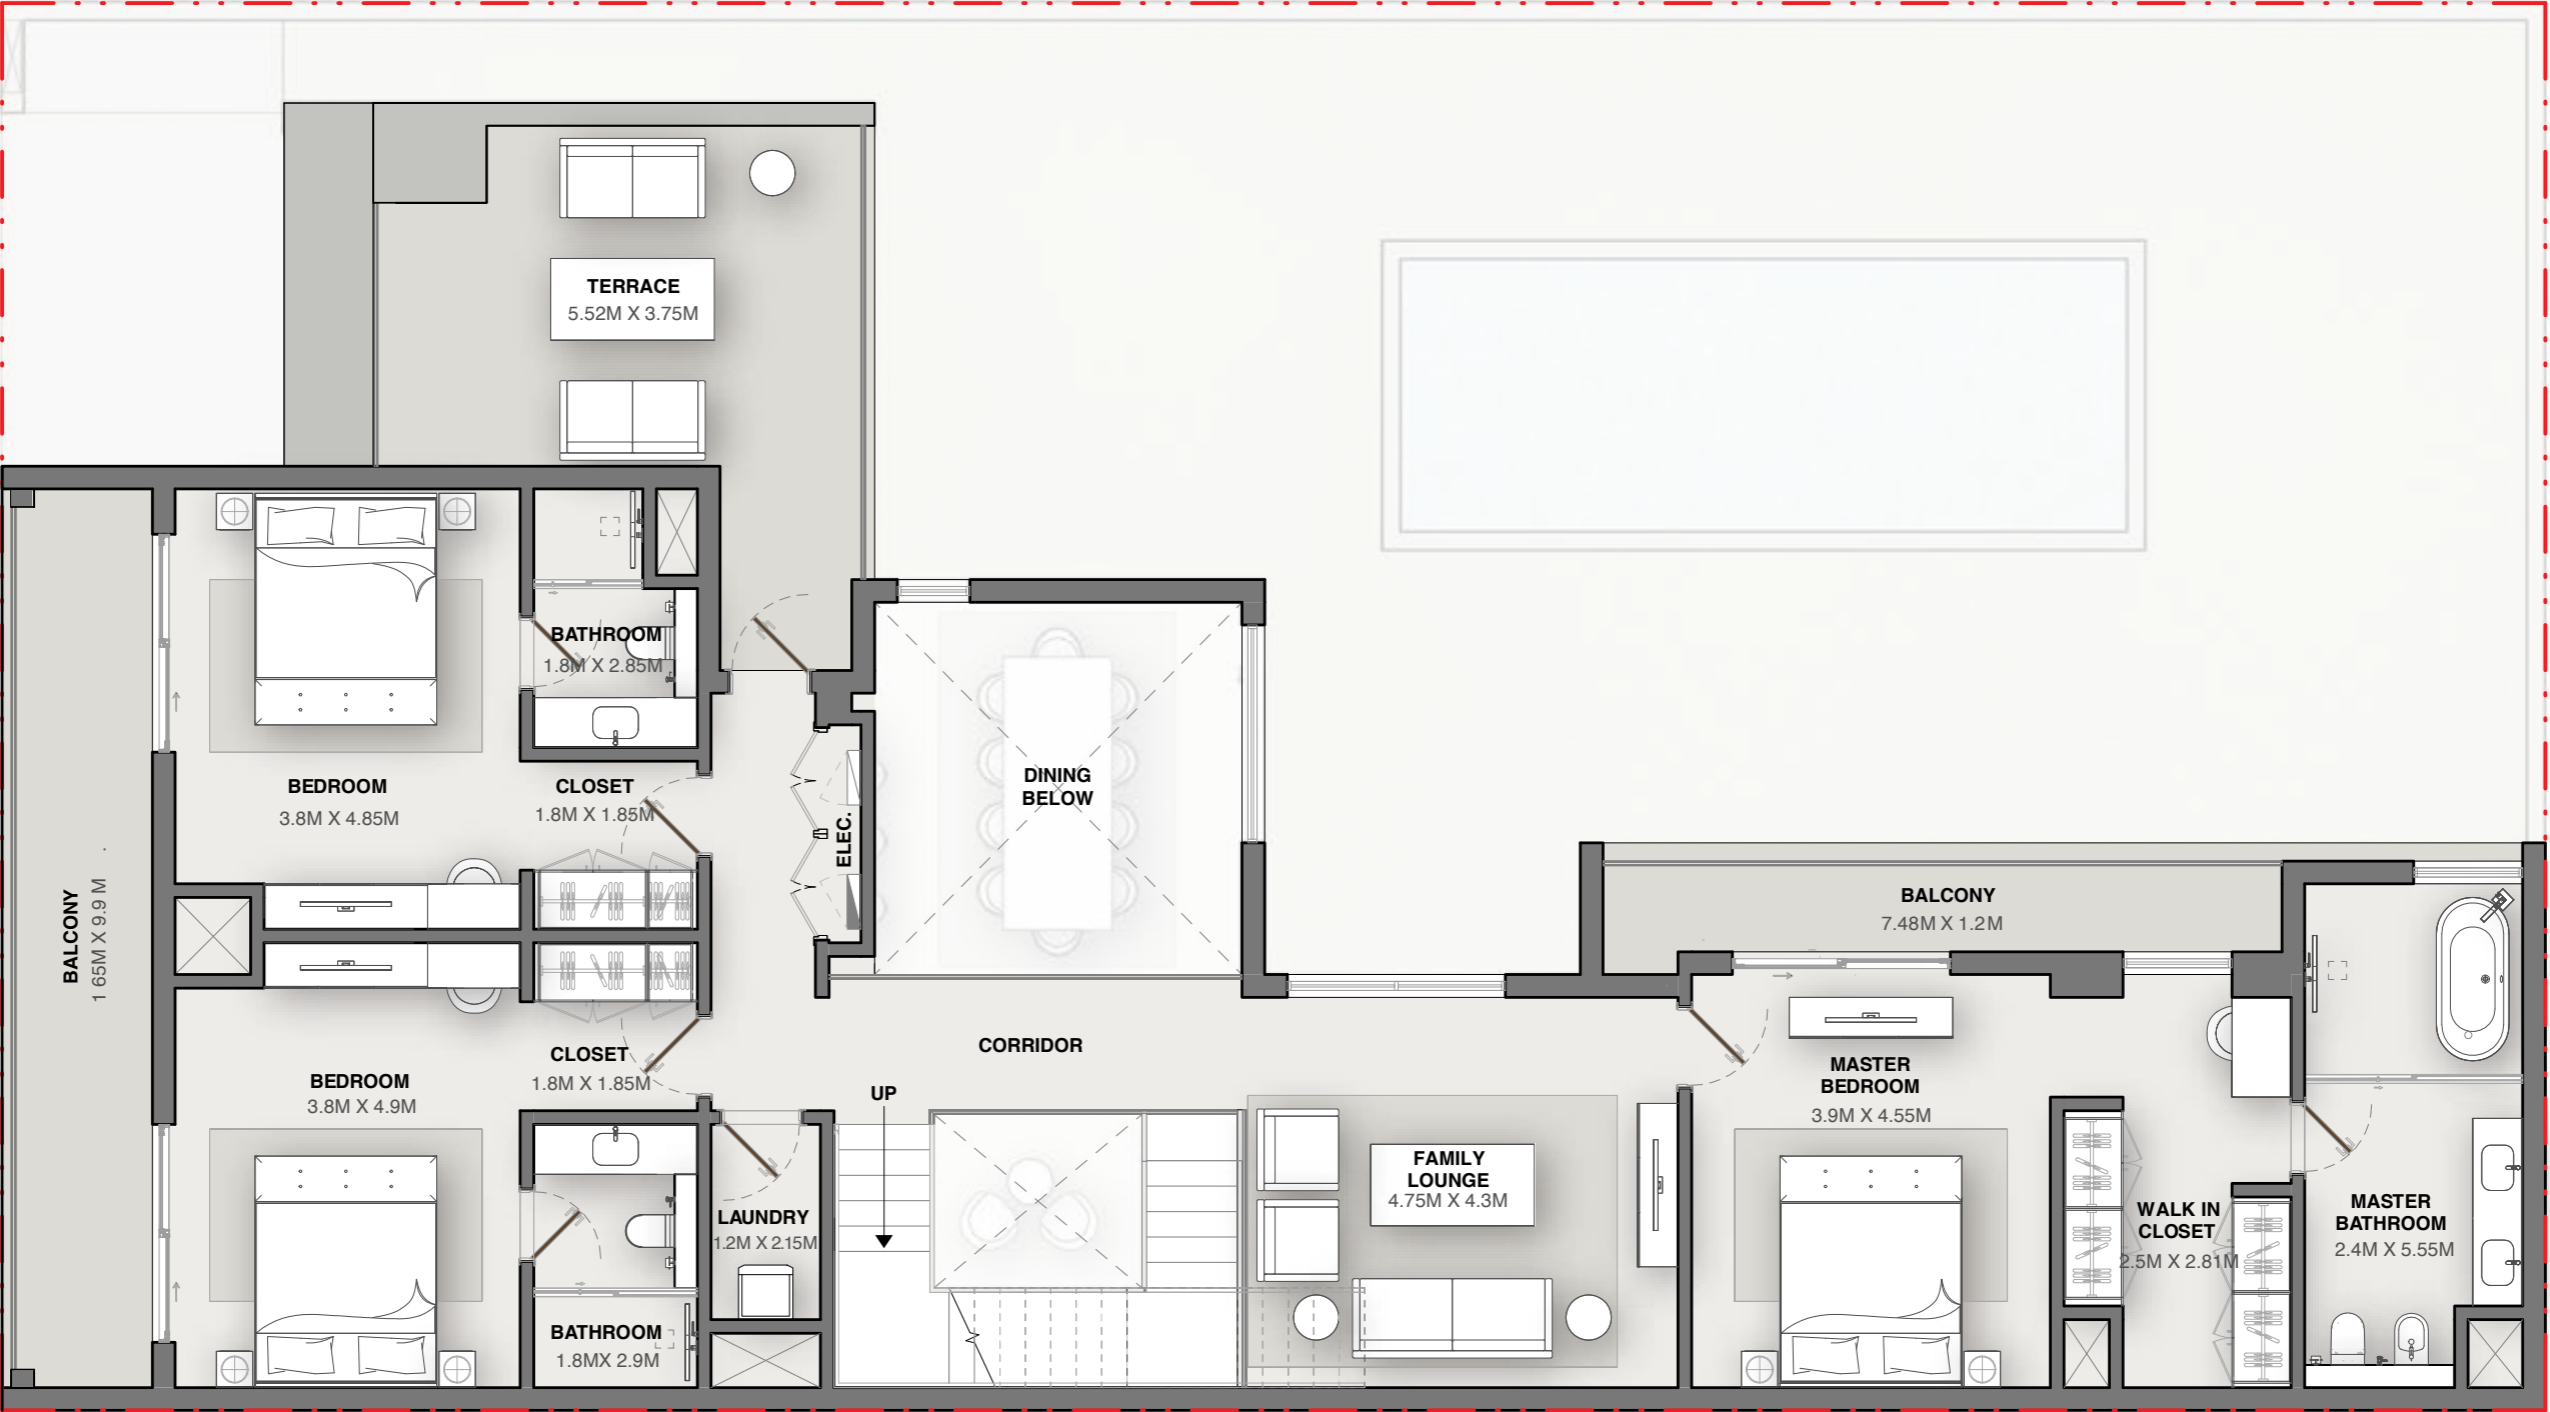 TERRACE
5.52M X 3.75M
BATHROOM
1.8M X 2.85M
BEDROOM
3.8M X 4.85M
CLOSET
1.8M X 1.85M
ELEC.
DINING
BELOW
BALCONY
1 65M X 9.9 M
BALCONY
7.48M X 1.2M
CORRIDOR
CLOSET
1.8M X 1.85M
BEDROOM
3.8M X 4.9M
UP
MASTER
BEDROOM
3.9M X 4.55M
FAMILY
LOUNGE
4.75M X 4.3M
LAUNDRY
1.2M X 2.15M
WALK IN
CLOSET
2.5M X 2.81M
MASTER
BATHROOM
2.4M X 5.55M
BATHROOM
1.8MX 2.9M